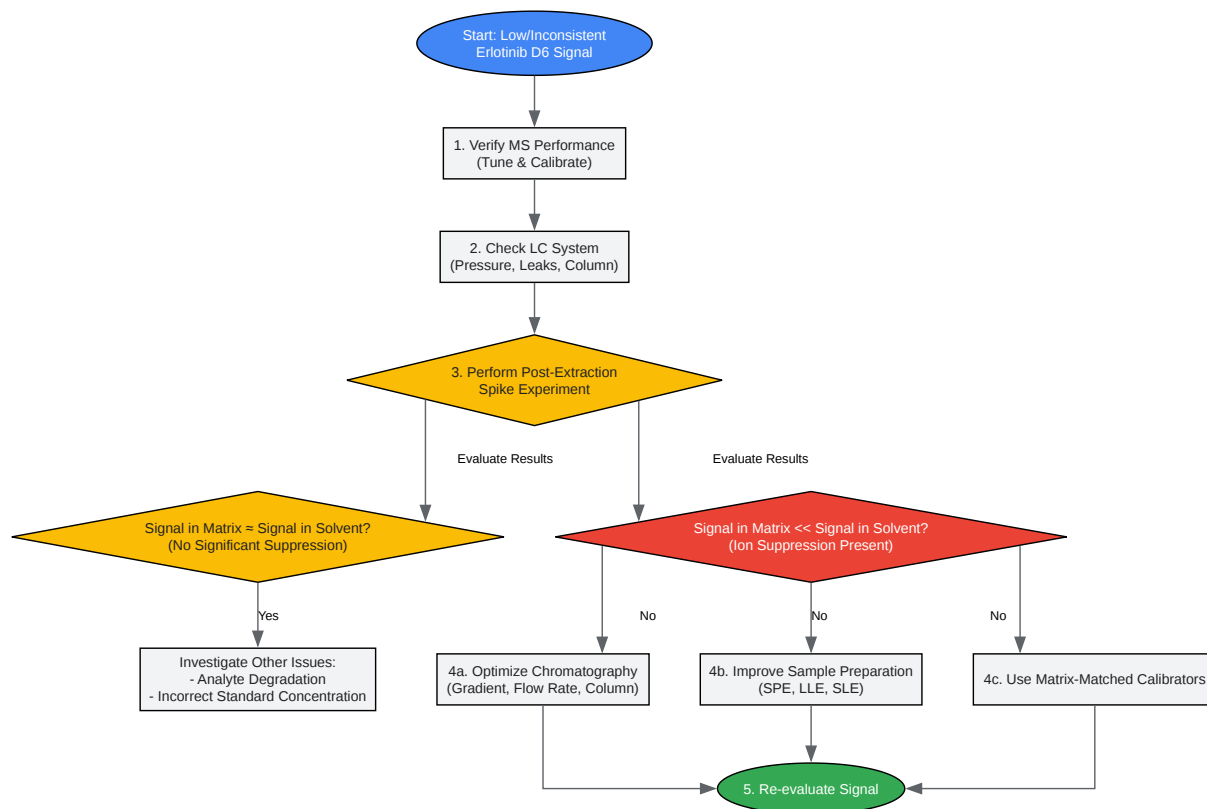 Start: Low/Inconsistent
Erlotinib D6 Signal
1. Verify MS Performance
(Tune & Calibrate)
2. Check LC System
(Pressure, Leaks, Column)
3. Perform Post-Extraction
Spike Experiment
Evaluate Results
Evaluate Results
Signal in Matrix ≈ Signal in Solvent?
(No Significant Suppression)
Signal in Matrix << Signal in Solvent?
(Ion Suppression Present)
Yes
No
No
No
Investigate Other Issues:
- Analyte Degradation
- Incorrect Standard Concentration
4a. Optimize Chromatography
(Gradient, Flow Rate, Column)
4b. Improve Sample Preparation
(SPE, LLE, SLE)
4c. Use Matrix-Matched Calibrators
5. Re-evaluate Signal